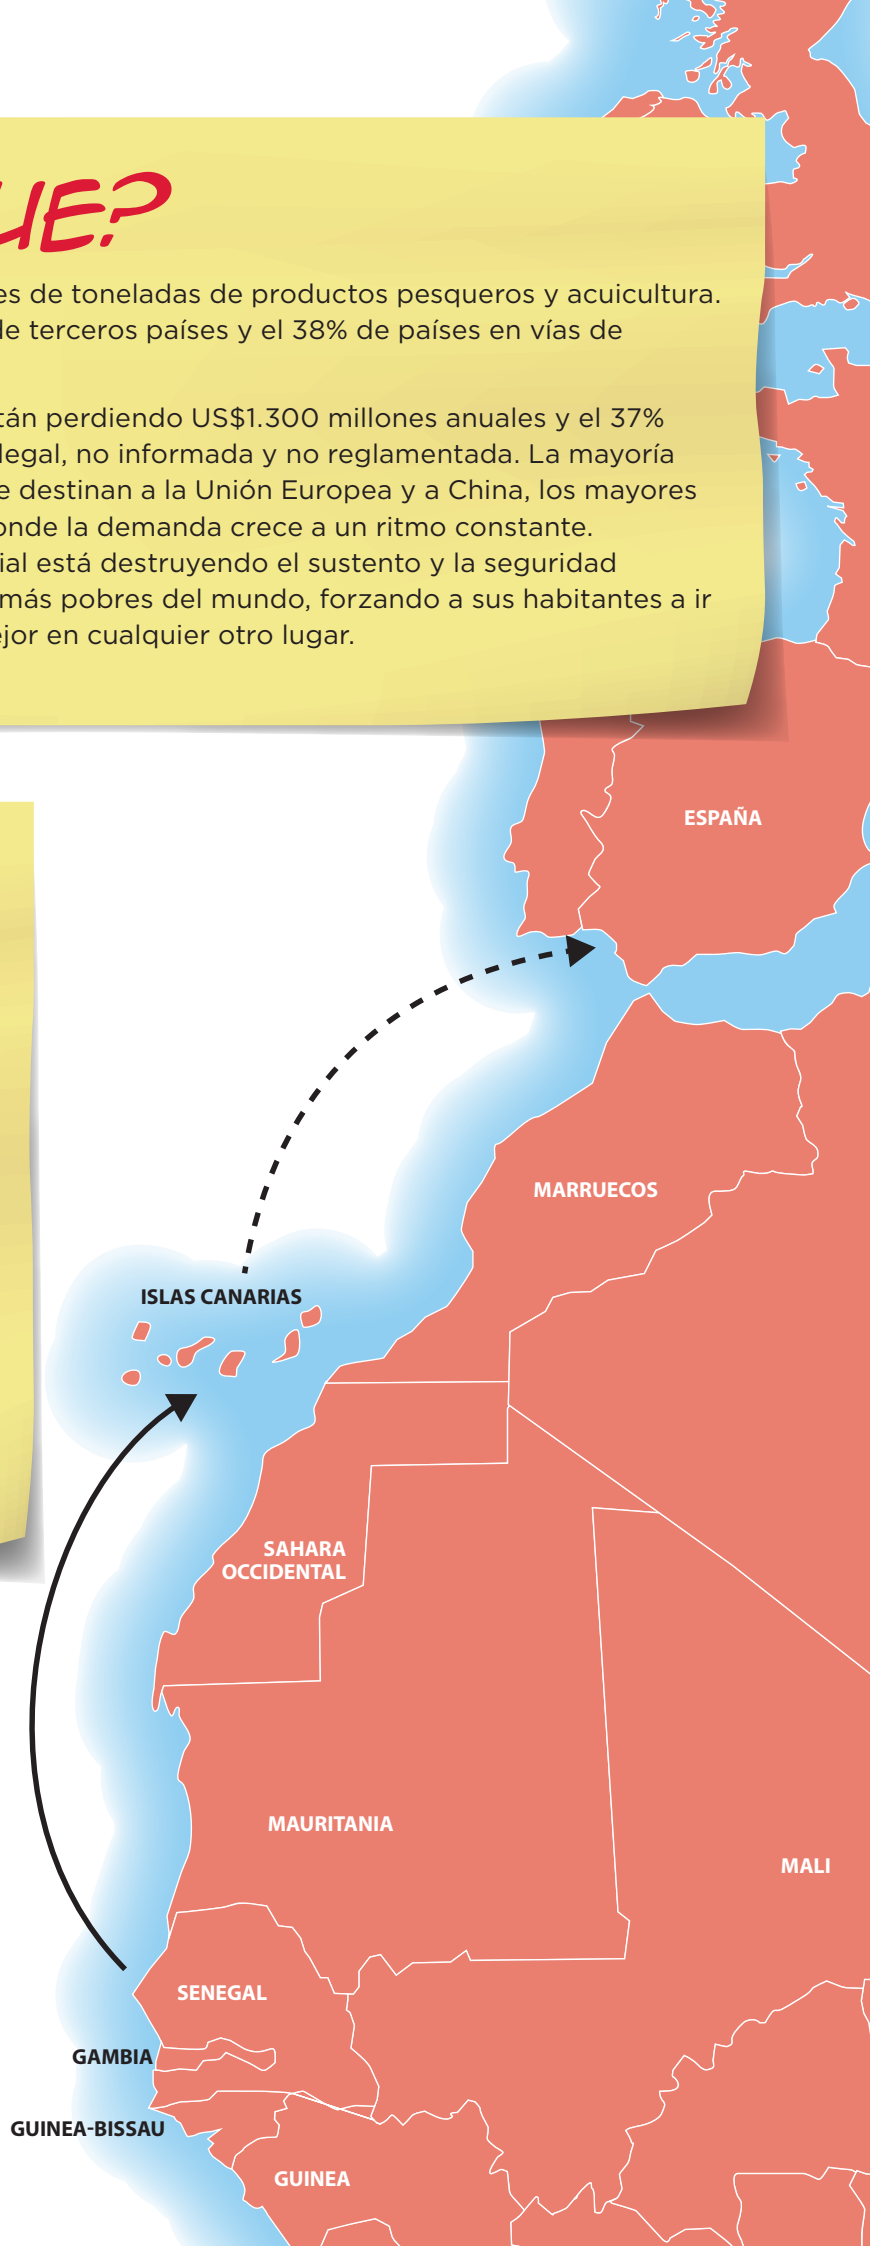 UE?
es de toneladas de productos pesqueros y acuicultura.
de terceros países y el 38% de países en vías de
tán perdiendo US$1.300 millones anuales y el 37%
legal, no informada y no reglamentada. La mayoría
e destinan a la Unión Europea y a China, los mayores
onde la demanda crece a un ritmo constante.
ial está destruyendo el sustento y la seguridad
más pobres del mundo, forzando a sus habitantes a ir
ejor en cualquier otro lugar.
ESPAÑA
MARRUECOS
ISLAS CANARIAS
SAHARA
OCCIDENTAL
MAURITANIA
MALI
SENEGAL
GAMBIA
GUINEA-BISSAU
GUINEA